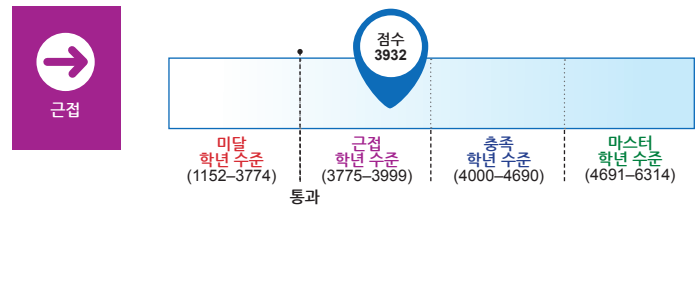 근접
점수
3932
미달
학년 수준
(1152–3774)
근접
학년 수준
(3775–3999)
충족
학년 수준
(4000–4690)
마스터
학년 수준
(4691–6314)
통과